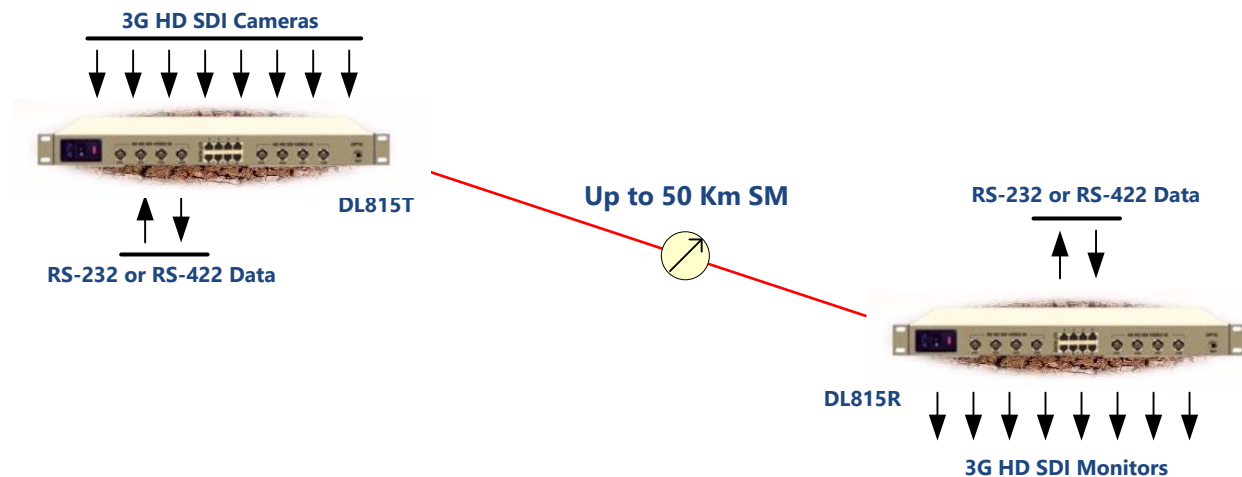 3G HD SDI Cameras
DL815T
RS-232 or RS-422 Data
Up to 50 Km SM
RS-232 or RS-422 Data
DL815R
3G HD SDI Monitors